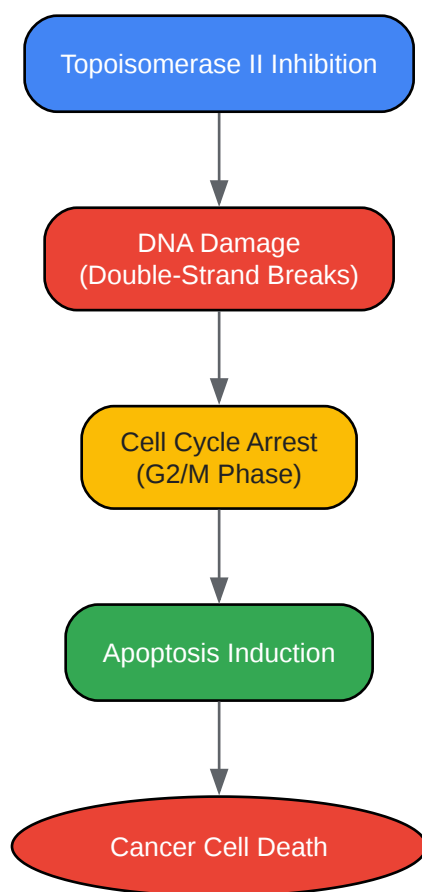 Topoisomerase II Inhibition
DNA Damage
(Double-Strand Breaks)
Cell Cycle Arrest
(G2/M Phase)
Apoptosis Induction
Cancer Cell Death